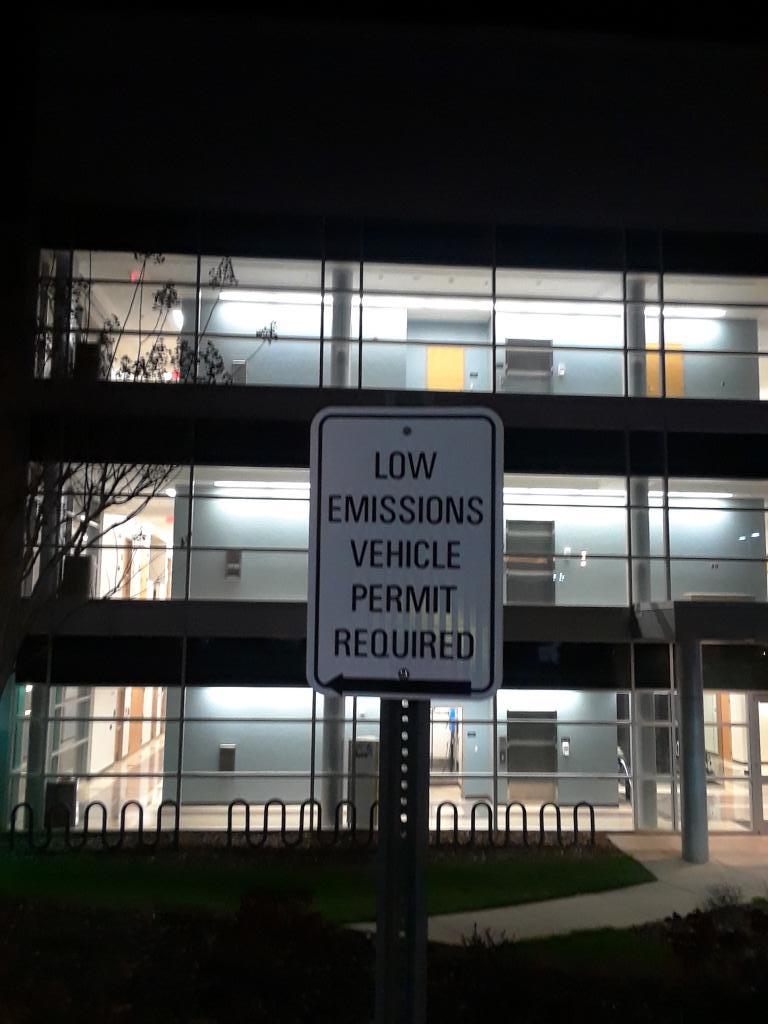 LOW
EMISSIONS
VEHICLE
PERMIT
REQUIRED